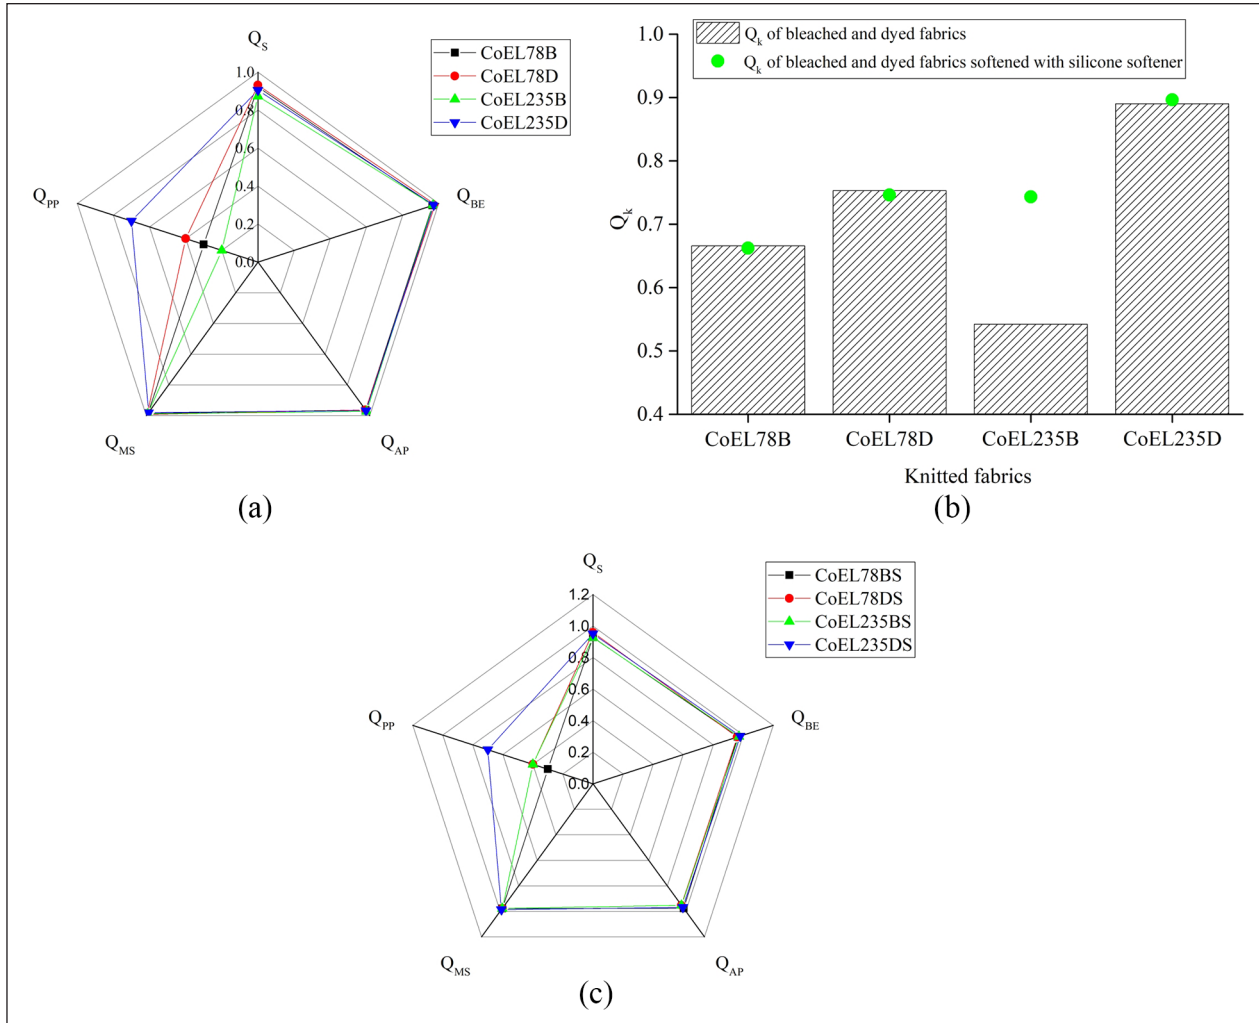 Q_S
CoEL78B
CoEL78D
CoEL235B
CoEL235D
1.0
0.8
0.6
0.4
0.2
0.0
Q_PP
Q_BE
Q_MS
Q_AP
(a)
Q_k of bleached and dyed fabrics
Q_k of bleached and dyed fabrics softened with silicone softener
1.0
0.9
0.8
0.7
0.6
0.5
0.4
Q_k
CoEL78B CoEL78D CoEL235B CoEL235D
Knitted fabrics
(b)
Q_S
CoEL78BS
CoEL78DS
CoEL235BS
CoEL235DS
1.2
1.0
0.8
0.6
0.4
0.2
0.0
Q_PP
Q_BE
Q_MS
Q_AP
(c)